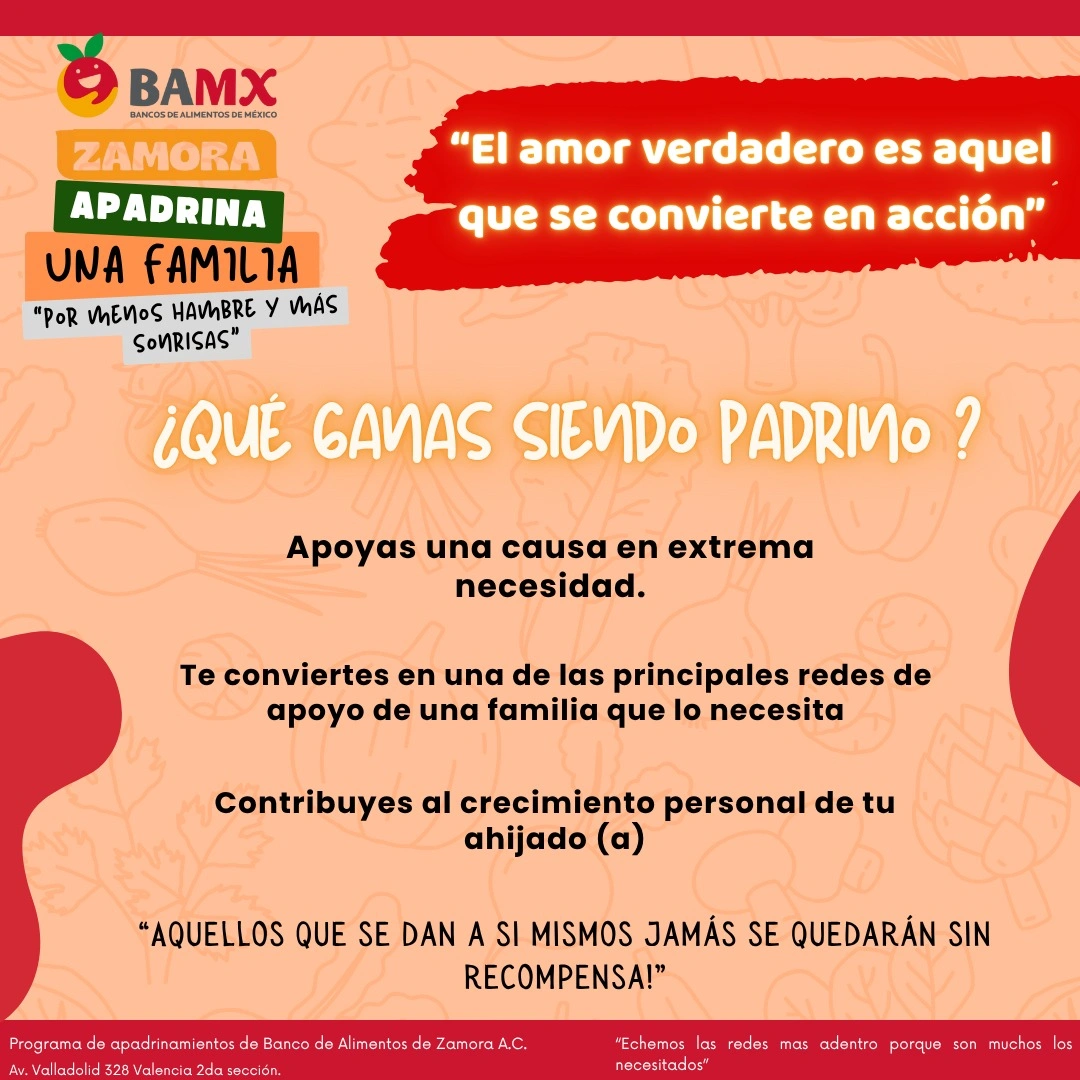 BAMX
BANCOS DE ALIMENTOS DE MÉXICO
ZAMORA
APADRINA
UNA FAMILIA
"POR MENOS HAMBRE Y MÁS
SONRISAS"
“El amor verdadero es aquel
que se convierte en acción”
¿QUÉ GANAS SIENDO PADRINO ?
Apoyas una causa en extrema
necesidad.
Te conviertes en una de las principales redes de
apoyo de una familia que lo necesita
Contribuyes al crecimiento personal de tu
ahijado (a)
“AQUELLOS QUE SE DAN A SI MISMOS JAMÁS SE QUEDARÁN SIN
RECOMPENSA!”
Programa de apadrinamientos de Banco de Alimentos de Zamora A.C.
Av. Valladolid 328 Valencia 2da sección.
“Echemos las redes mas adentro porque son muchos los
necesitados”